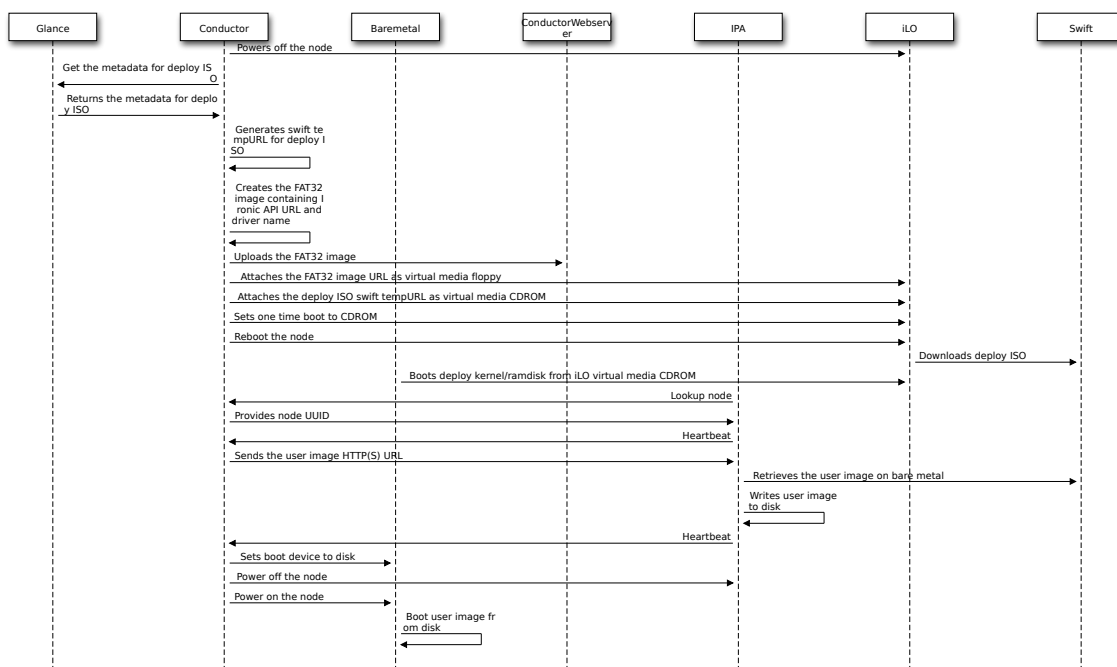 Glance
Conductor
Baremetal
ConductorWebserv
er
IPA
iLO
Swift
Powers off the node
Get the metadata for deploy IS
O
Returns the metadata for deplo
y ISO
Generates swift te
mpURL for deploy I
SO
Creates the FAT32
image containing I
ronic API URL and
driver name
Uploads the FAT32 image
Attaches the FAT32 image URL as virtual media floppy
Attaches the deploy ISO swift tempURL as virtual media CDROM
Sets one time boot to CDROM
Reboot the node
Downloads deploy ISO
Boots deploy kernel/ramdisk from iLO virtual media CDROM
Lookup node
Provides node UUID
Heartbeat
Sends the user image HTTP(S) URL
Retrieves the user image on bare metal
Writes user image
to disk
Heartbeat
Sets boot device to disk
Power off the node
Power on the node
Boot user image fr
om disk